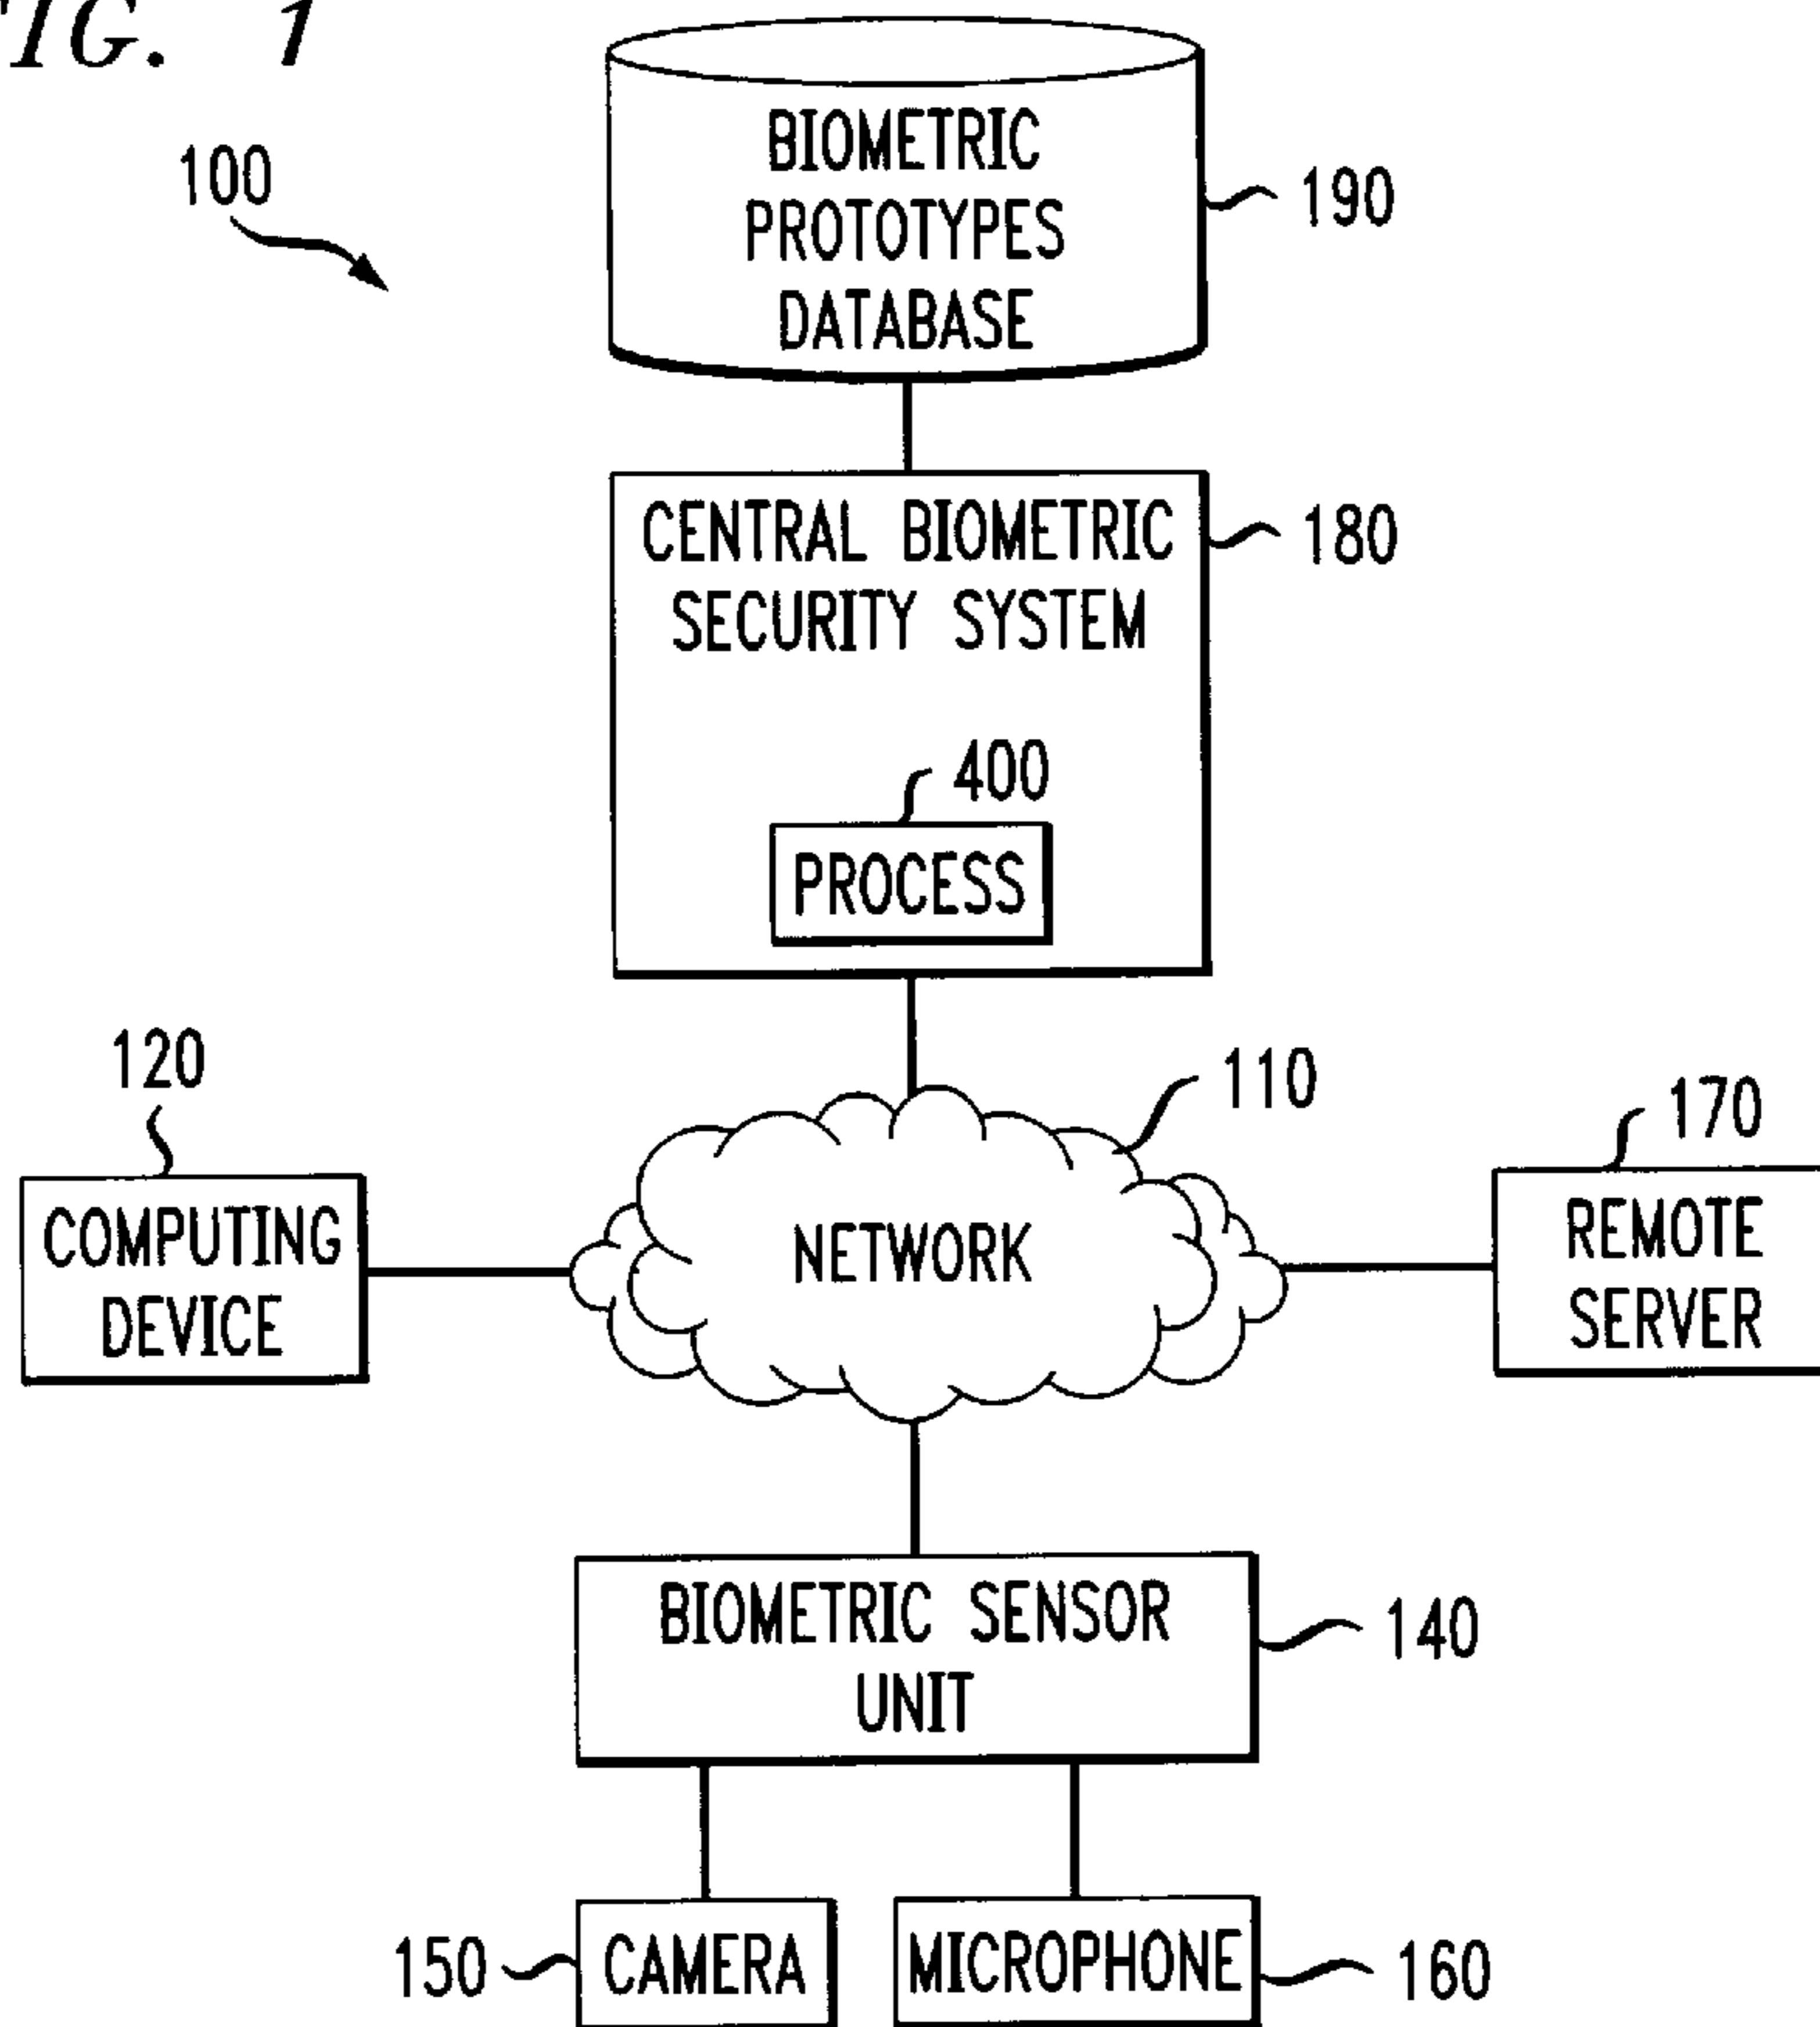 FIG. 1
100
BIOMETRIC
PROTOTYPES
DATABASE
190
CENTRAL BIOMETRIC
SECURITY SYSTEM
180
400
PROCESS
120
110
170
COMPUTING
DEVICE
NETWORK
REMOTE
SERVER
BIOMETRIC SENSOR
UNIT
140
150
CAMERA
MICROPHONE
160